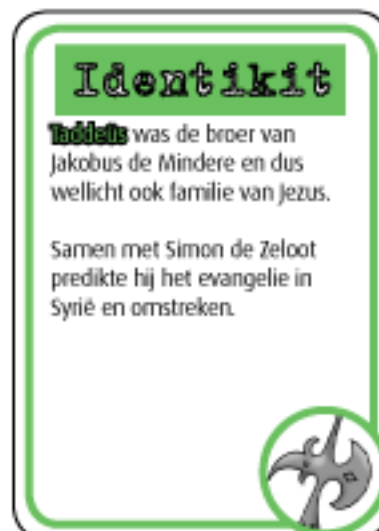 Identikit
Taddeüs was de broer van
Jakobus de Mindere en dus
wellicht ook familie van Jezus.
Samen met Simon de Zeloot
predikte hij het evangelie in
Syrië en omstreken.